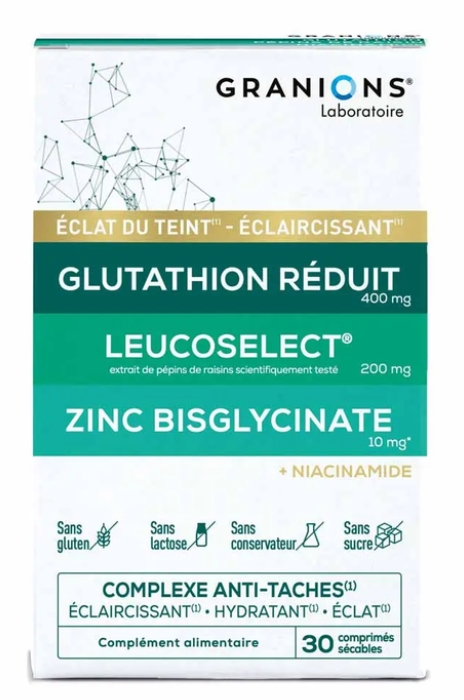 GRANIONS®
Laboratoire
ÉCLAT DU TEINT(1) - ÉCLAIRCISSANT(1)
GLUTATHION RÉDUIT
400 mg
LEUCOSELECT®
extrait de pépins de raisins scientifiquement testé 200 mg
ZINC BISGLYCINATE
10 mg*
+ NIACINAMIDE
Sans gluten
Sans lactose
Sans conservateur
Sans sucre
COMPLEXE ANTI-TACHES(1)
ÉCLAIRCISSANT(1) • HYDRATANT(1) • ÉCLAT(1)
Complément alimentaire
30 comprimés sécables